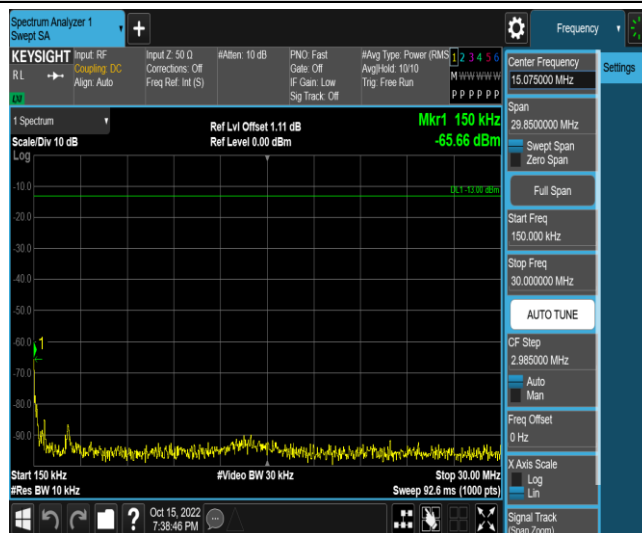 Spectrum Analyzer 1
Swept SA
Frequency
KEYSIGHT
RL
Input: RF
Coupling: DC
Align: Auto
Input Z: 50 Ω
Corrections: Off
Freq Ref: Int (S)
#Atten: 10 dB
PNO: Fast
Gate: Off
IF Gain: Low
Sig Track: Off
#Avg Type: Power (RMS
Avg|Hold: 10/10
Trig: Free Run
1 2 3 4 5 6
M W W W W W
P P P P P P
1 Spectrum
Scale/Div 10 dB
Ref Lvl Offset 1.11 dB
Ref Level 0.00 dBm
Mkr1 150 kHz
-65.66 dBm
Log
-10.0
DL1 -13.00 dBm
-20.0
-30.0
-40.0
-50.0
-60.0
1
-70.0
-80.0
-90.0
Start 150 kHz
#Video BW 30 kHz
Stop 30.00 MHz
#Res BW 10 kHz
Sweep 92.6 ms (1000 pts)
?
Oct 15, 2022
7:38:46 PM
Center Frequency
15.075000 MHz
Settings
Span
29.8500000 MHz
Swept Span
Zero Span
Full Span
Start Freq
150.000 kHz
Stop Freq
30.000000 MHz
AUTO TUNE
CF Step
2.985000 MHz
Auto
Man
Freq Offset
0 Hz
X Axis Scale
Log
Lin
Signal Track
(Span Zoom)